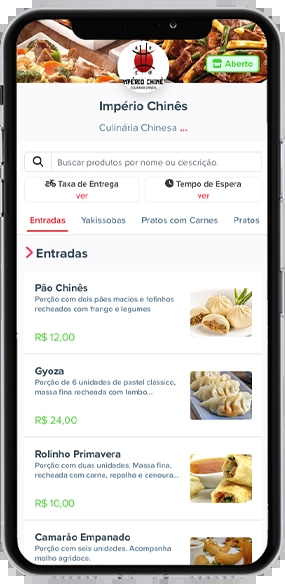 IMPÉRIO CHINÊS
CULINÁRIA CHINESA
Aberto
Império Chinês
Culinária Chinesa ...
Buscar produtos por nome ou descrição.
Taxa de Entrega
ver
Tempo de Espera
ver
Entradas Yakissobas Pratos com Carnes Pratos
Entradas
Pão Chinês
Porção com dois pães macios e fofinhos
recheados com frango e legumes
R$ 12,00
Gyoza
Porção de 6 unidades de pastel clássico,
massa fina recheada com lombo...
R$ 24,00
Rolinho Primavera
Porção com duas unidades. Massa fina,
recheada com carne, repolho e cenoura...
R$ 10,00
Camarão Empanado
Porção com seis unidades. Acompanha
molho agridoce.